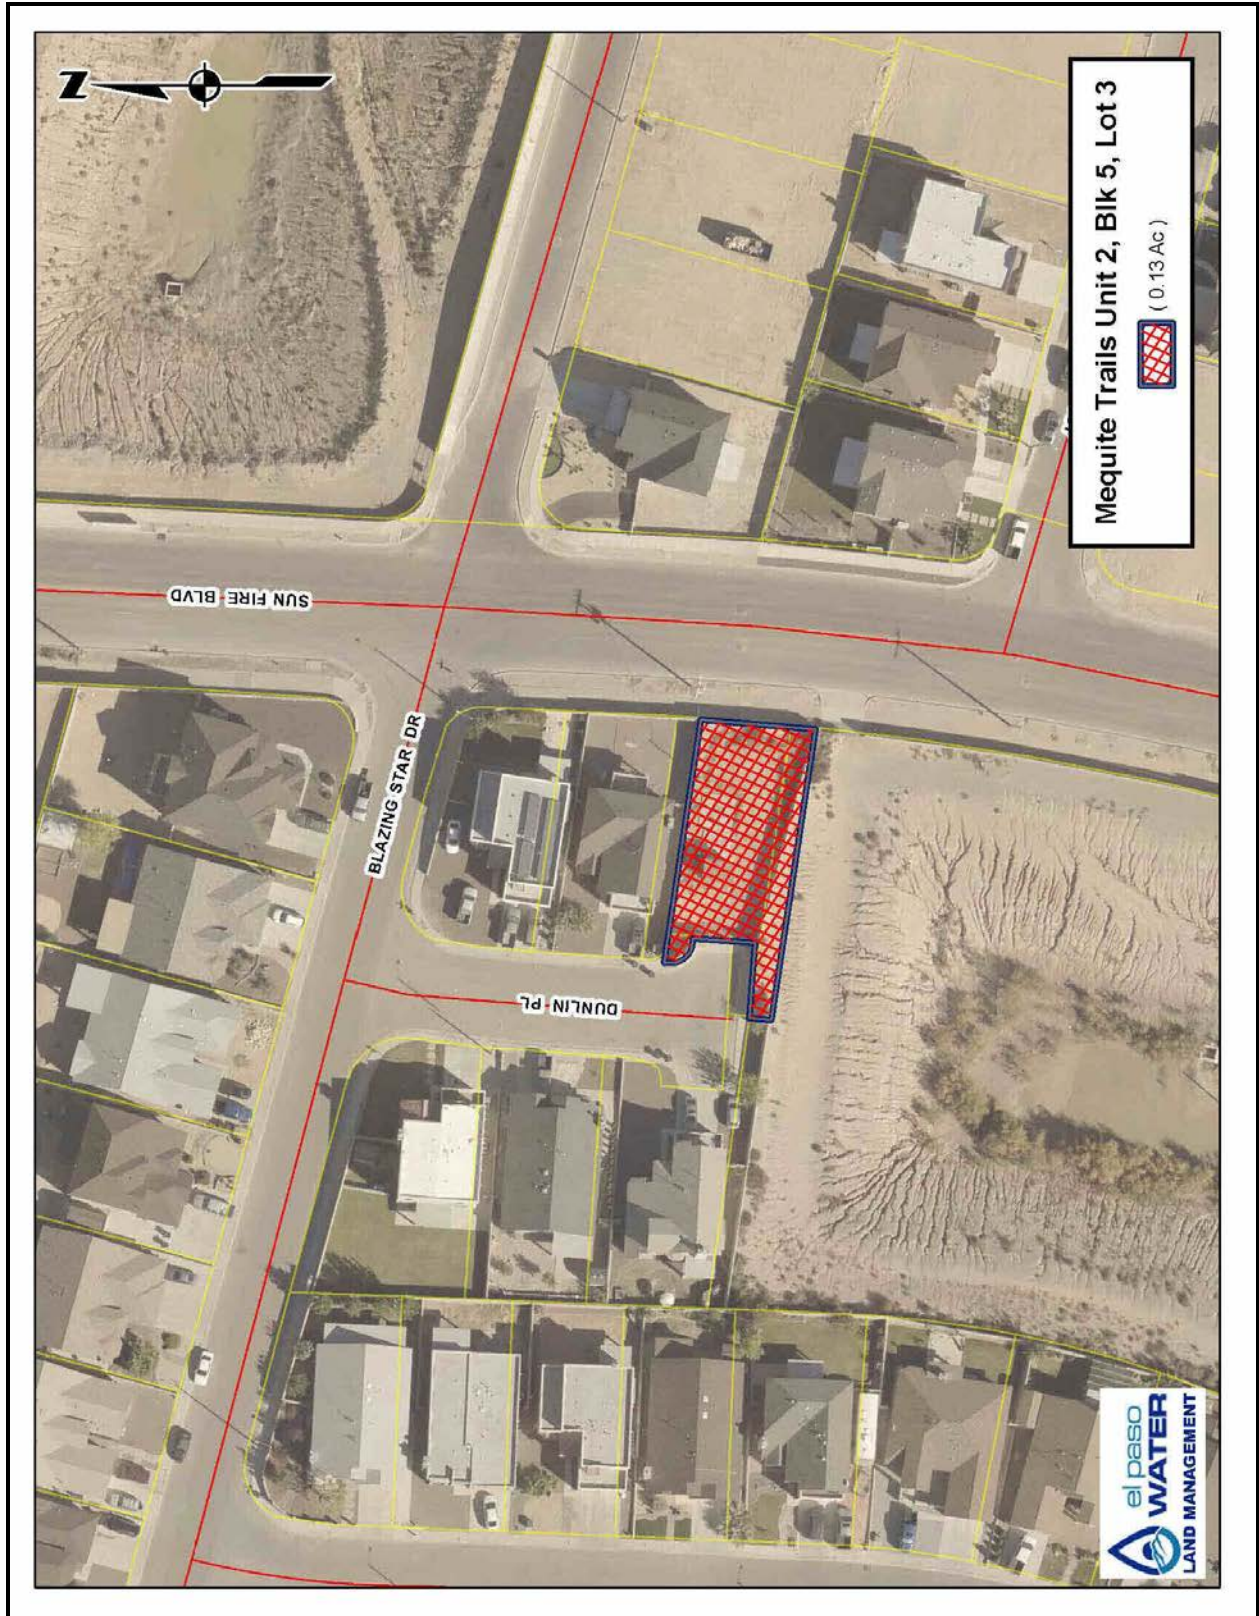 N
SUN FIRE BLVD
BLAZING STAR DR
DUNLIN PL
Mequite Trails Unit 2, Blk 5, Lot 3
( 0.13 Ac )
el paso
WATER
LAND MANAGEMENT